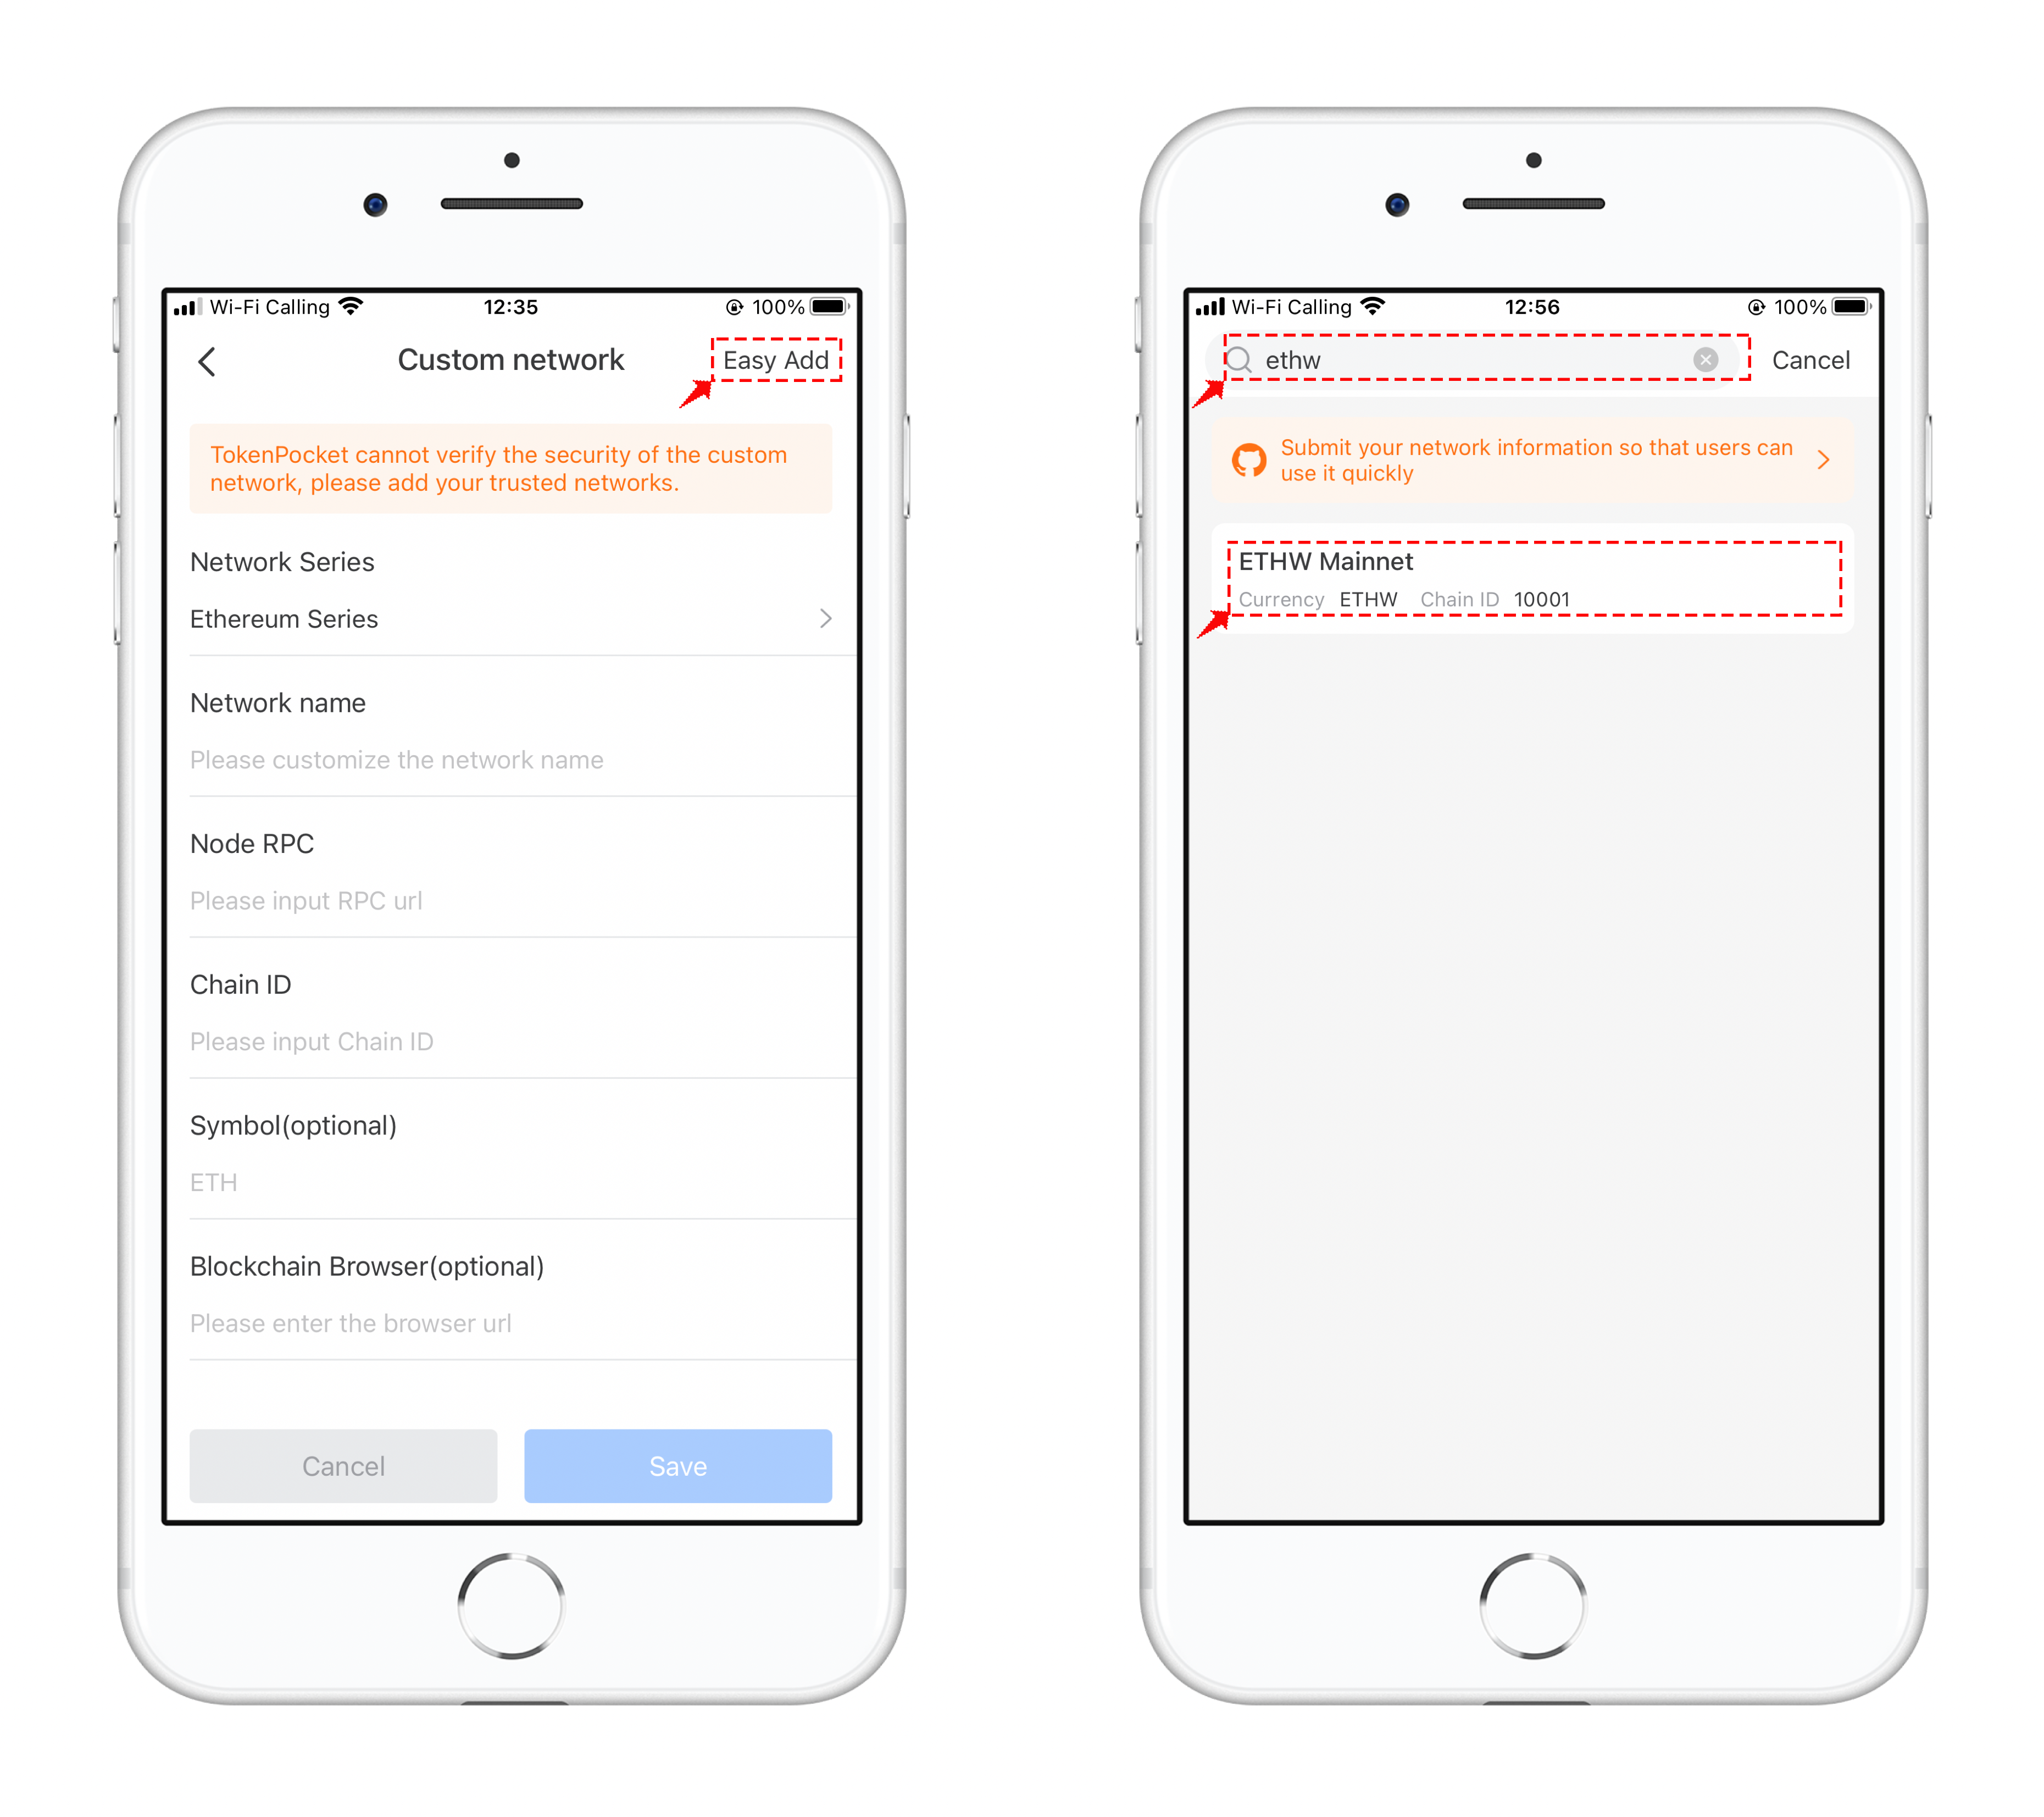 Wi-Fi Calling 12:35 100%
Custom network Easy Add
TokenPocket cannot verify the security of the custom
network, please add your trusted networks.
Network Series
Ethereum Series
Network name
Please customize the network name
Node RPC
Please input RPC url
Chain ID
Please input Chain ID
Symbol(optional)
ETH
Blockchain Browser(optional)
Please enter the browser url
Cancel Save
Wi-Fi Calling 12:56 100%
ethw Cancel
Submit your network information so that users can
use it quickly
ETHW Mainnet
Currency ETHW Chain ID 10001